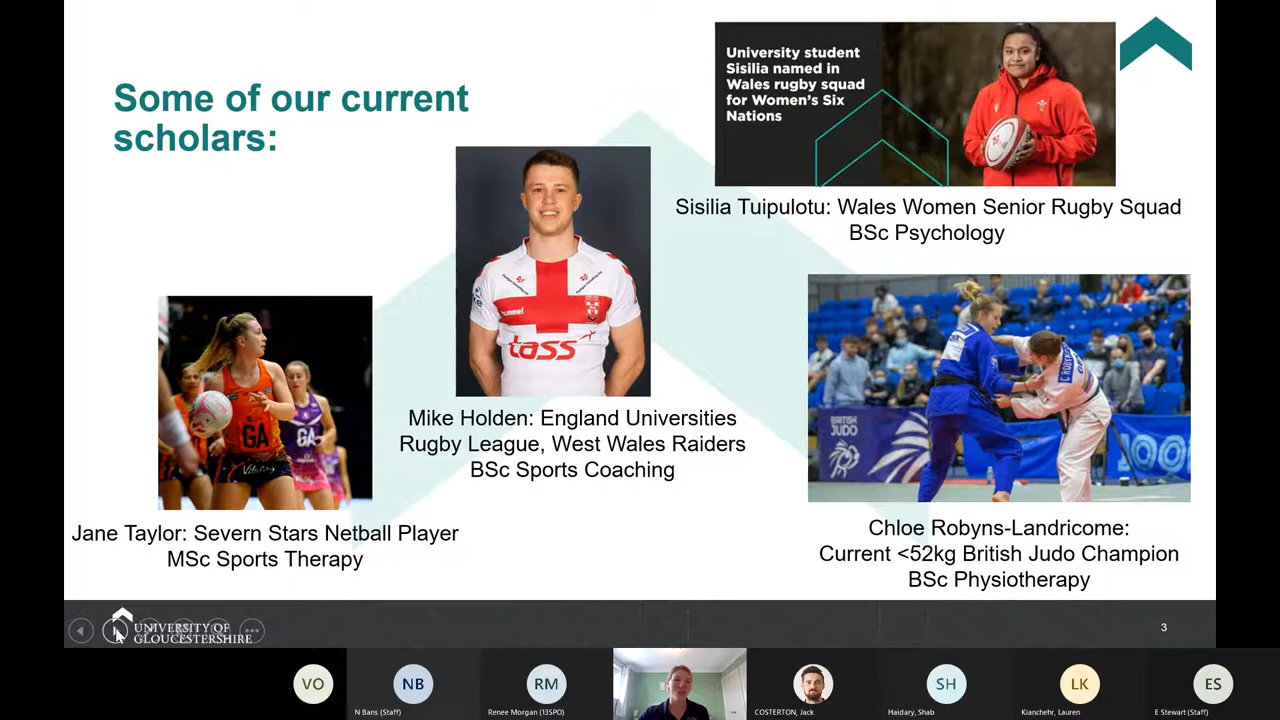 Some of our current
scholars:
University student
Sisilia named in
Wales rugby squad
for Women's Six
Nations
Sisilia Tuipulotu: Wales Women Senior Rugby Squad
BSc Psychology
hummel
tass
Mike Holden: England Universities
Rugby League, West Wales Raiders
BSc Sports Coaching
GA
GA
Vitality
Jane Taylor: Severn Stars Netball Player
MSc Sports Therapy
BRITISH
JUDO
Chloe Robyns-Landricome:
Current <52kg British Judo Champion
BSc Physiotherapy
UNIVERSITY OF
GLOUCESTERSHIRE
3
VO
NB
N Bans (Staff)
RM
Renee Morgan (13SPO)
COSTERTON, Jack
SH
Haidary, Shab
LK
Kianchehr, Lauren
ES
E Stewart (Staff)